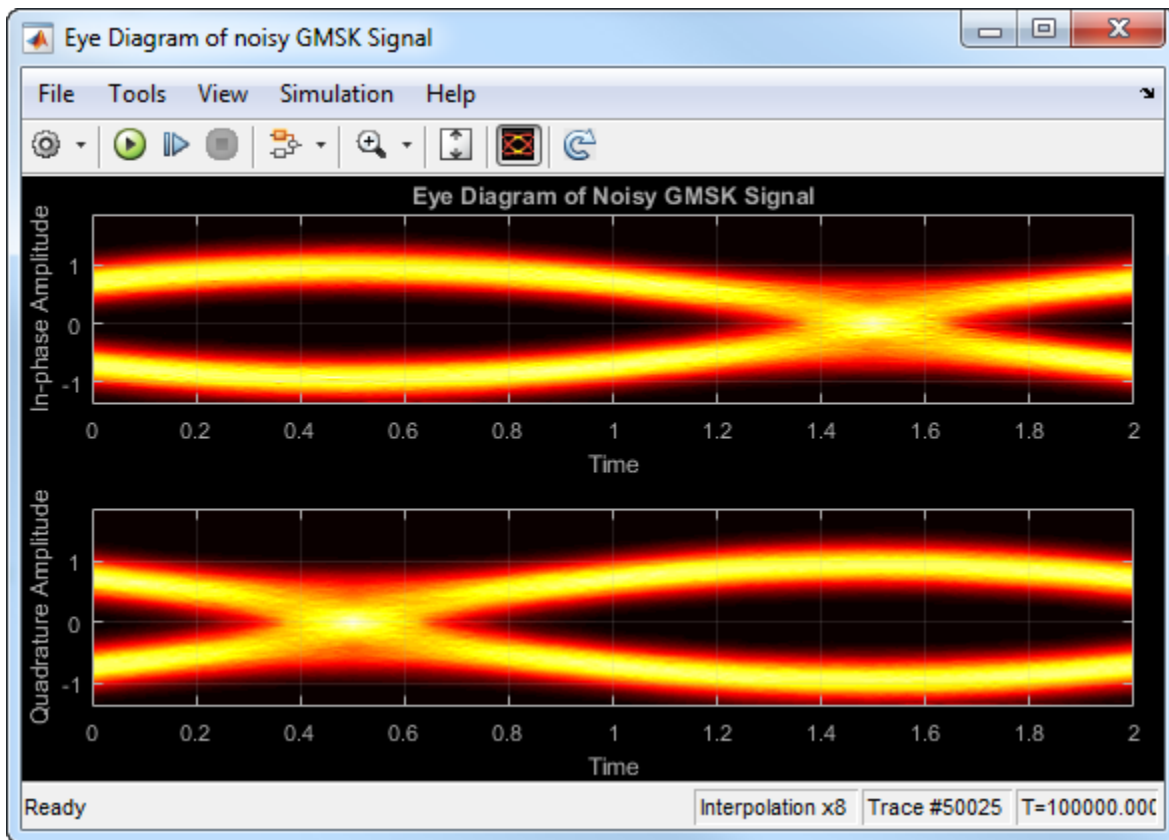 Eye Diagram of noisy GMSK Signal
File Tools View Simulation Help
Eye Diagram of Noisy GMSK Signal
In-phase Amplitude
1
0
-1
0 0.2 0.4 0.6 0.8 1 1.2 1.4 1.6 1.8 2
Time
Quadrature Amplitude
1
0
-1
0 0.2 0.4 0.6 0.8 1 1.2 1.4 1.6 1.8 2
Time
Ready Interpolation x8 Trace #50025 T=100000.000